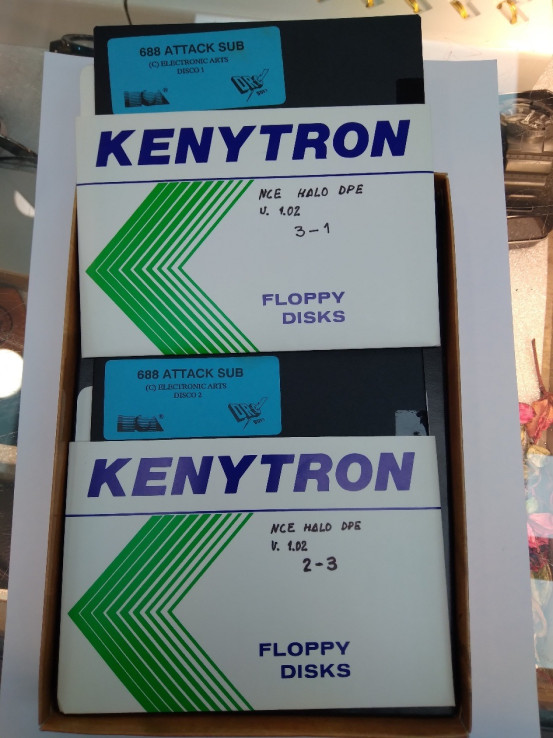 688 ATTACK SUB
(C) ELECTRONIC ARTS
DISCO 1
KENYTRON
NCE HALO DPE
V. 1.02
3-1
FLOPPY
DISKS
688 ATTACK SUB
(C) ELECTRONIC ARTS
DISCO 2
KENYTRON
NCE HALO DPE
V. 1.02
2-3
FLOPPY
DISKS